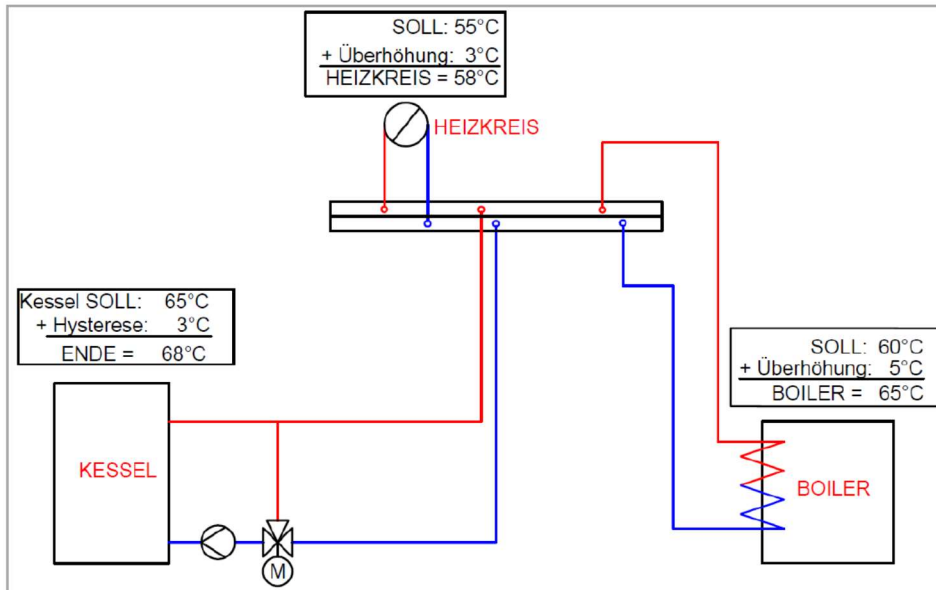 SOLL: 55°C
+ Überhöhung: 3°C
HEIZKREIS = 58°C
HEIZKREIS
Kessel SOLL: 65°C
+ Hysterese: 3°C
ENDE = 68°C
SOLL: 60°C
+ Überhöhung: 5°C
BOILER = 65°C
KESSEL
BOILER
M